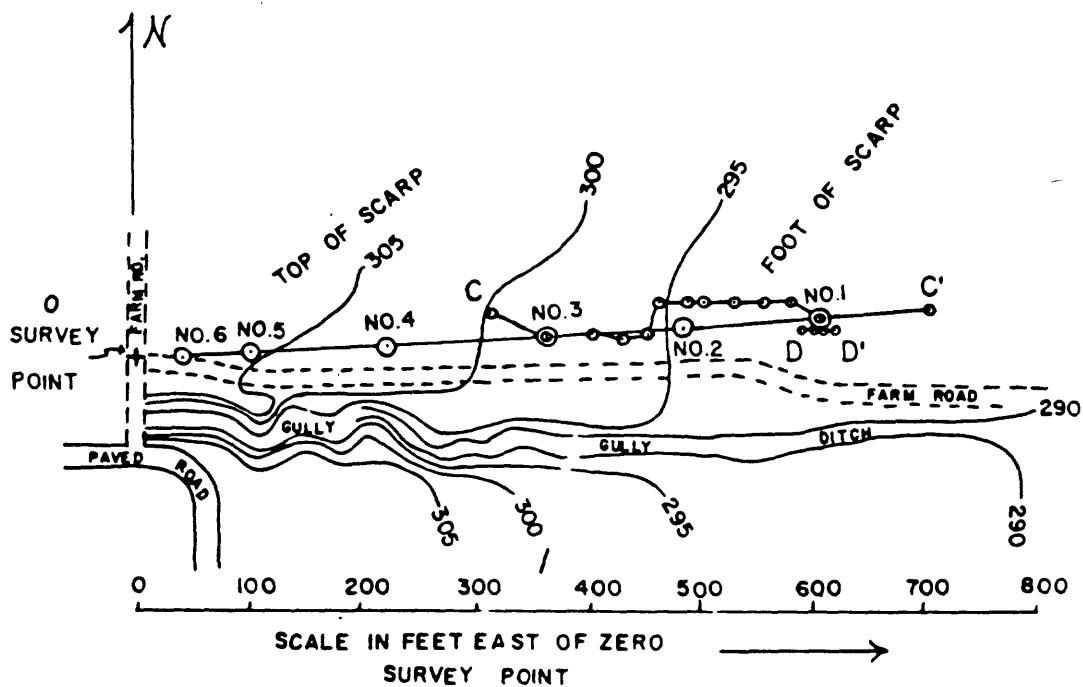 N
TOP OF SCARP
305
300
295
FOOT OF SCARP
FARM RD.
0
SURVEY
POINT
C
C'
NO.6
NO.5
NO.4
NO.3
NO.2
NO.1
D
D'
FARM ROAD
290
GULLY
GULLY
DITCH
PAVED
ROAD
305
300
295
290
0 100 200 300 400 500 600 700 800
SCALE IN FEET EAST OF ZERO
SURVEY POINT